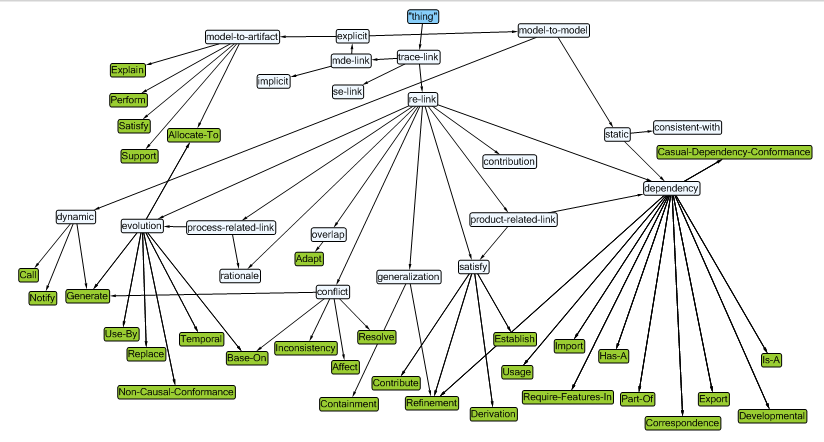 "thing"
model-to-artifact
explicit
model-to-model
mde-link
trace-link
Explain
implicit
se-link
Perform
re-link
Satisfy
Allocate-To
static
consistent-with
Support
contribution
Casual-Dependency-Conformance
dependency
dynamic
evolution
process-related-link
overlap
product-related-link
Adapt
satisfy
Call
rationale
generalization
Notify
Generate
conflict
Use-By
Temporal
Resolve
Establish
Replace
Base-On
Inconsistency
Import
Has-A
Is-A
Affect
Usage
Non-Causal-Conformance
Contribute
Containment
Refinement
Require-Features-In
Part-Of
Export
Derivation
Correspondence
Developmental